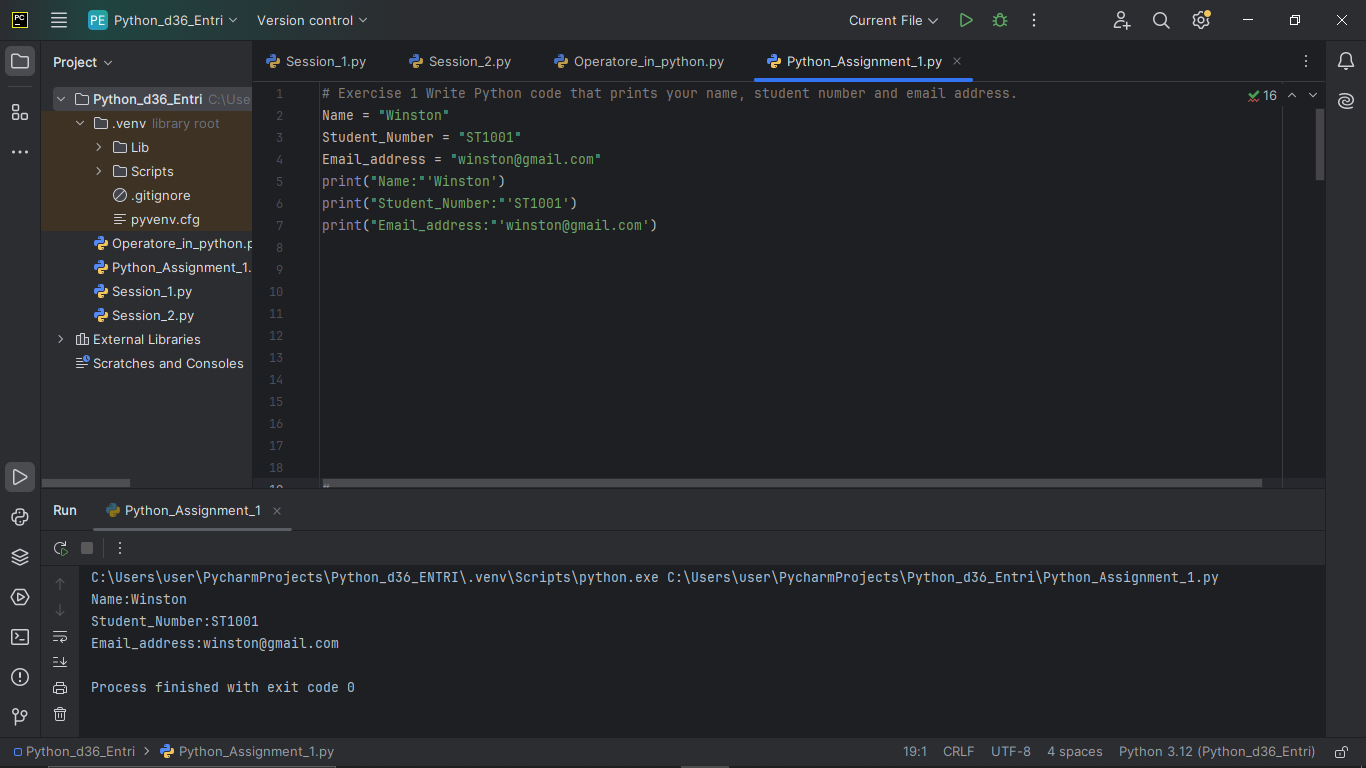 PC PE Python_d36_Entri Version control Current File
Project Session_1.py Session_2.py Operatore_in_python.py Python_Assignment_1.py
Python_d36_Entri C:\Use
.venv library root
Lib
Scripts
.gitignore
pyvenv.cfg
Operatore_in_python.p
Python_Assignment_1.
Session_1.py
Session_2.py
External Libraries
Scratches and Consoles
16
1 # Exercise 1 Write Python code that prints your name, student number and email address.
2 Name = "Winston"
3 Student_Number = "ST1001"
4 Email_address = "winston@gmail.com"
5 print("Name:"'Winston')
6 print("Student_Number:"'ST1001')
7 print("Email_address:"'winston@gmail.com')
8
9
10
11
12
13
14
15
16
17
18
19 #
Run Python_Assignment_1
C:\Users\user\PycharmProjects\Python_d36_ENTRI\.venv\Scripts\python.exe C:\Users\user\PycharmProjects\Python_d36_Entri\Python_Assignment_1.py
Name:Winston
Student_Number:ST1001
Email_address:winston@gmail.com
Process finished with exit code 0
Python_d36_Entri Python_Assignment_1.py 19:1 CRLF UTF-8 4 spaces Python 3.12 (Python_d36_Entri)